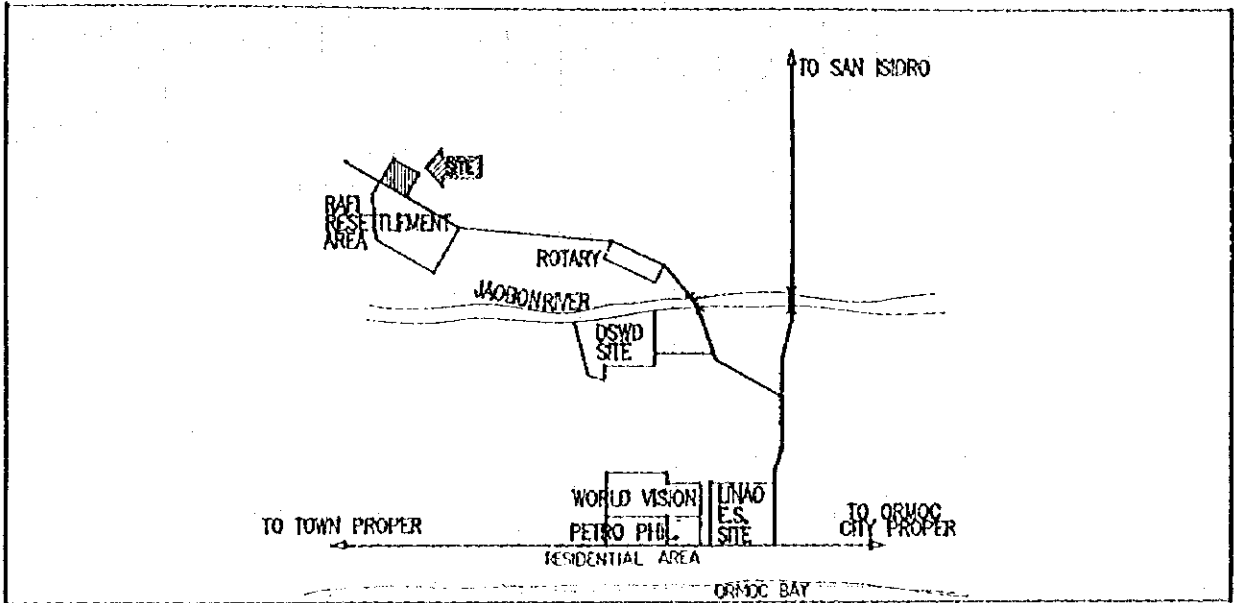 TO SAN ISIDRO
SITE
RAFI
RESETTLEMENT
AREA
ROTARY
JAOBON RIVER
DSWD
SITE
WORLD VISION
PETRO PHIL.
LINAO
E.S.
SITE
TO TOWN PROPER
TO ORMOC
CITY PROPER
RESIDENTIAL AREA
ORMOC BAY